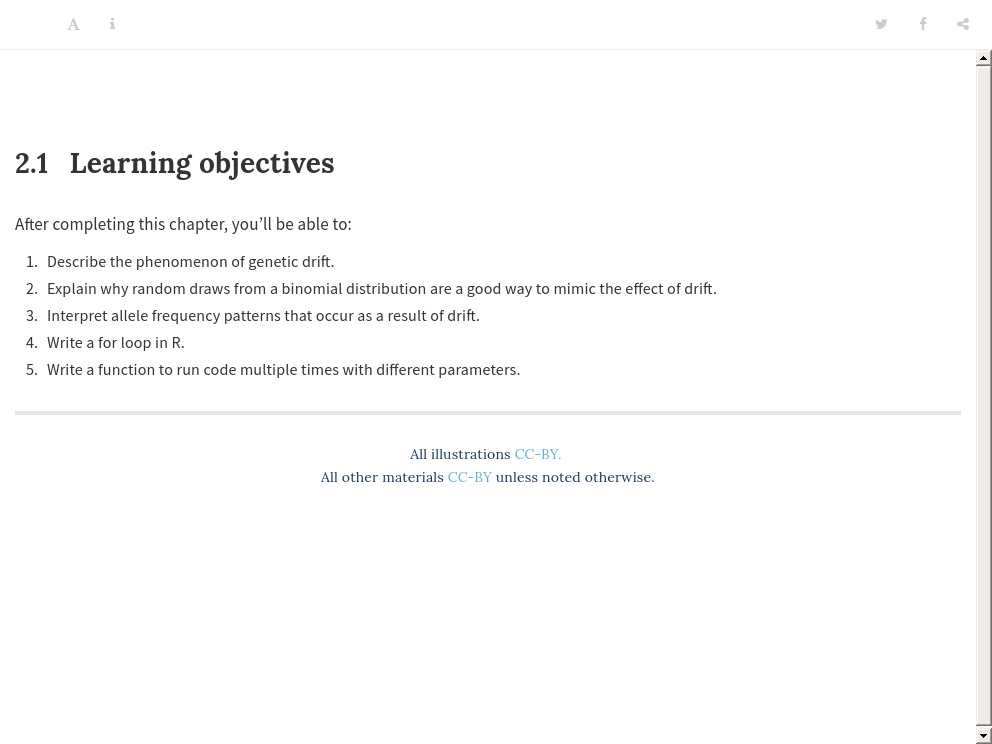 2.1 Learning objectives
After completing this chapter, you’ll be able to:
1. Describe the phenomenon of genetic drift.
2. Explain why random draws from a binomial distribution are a good way to mimic the effect of drift.
3. Interpret allele frequency patterns that occur as a result of drift.
4. Write a for loop in R.
5. Write a function to run code multiple times with different parameters.
All illustrations CC-BY.
All other materials CC-BY unless noted otherwise.